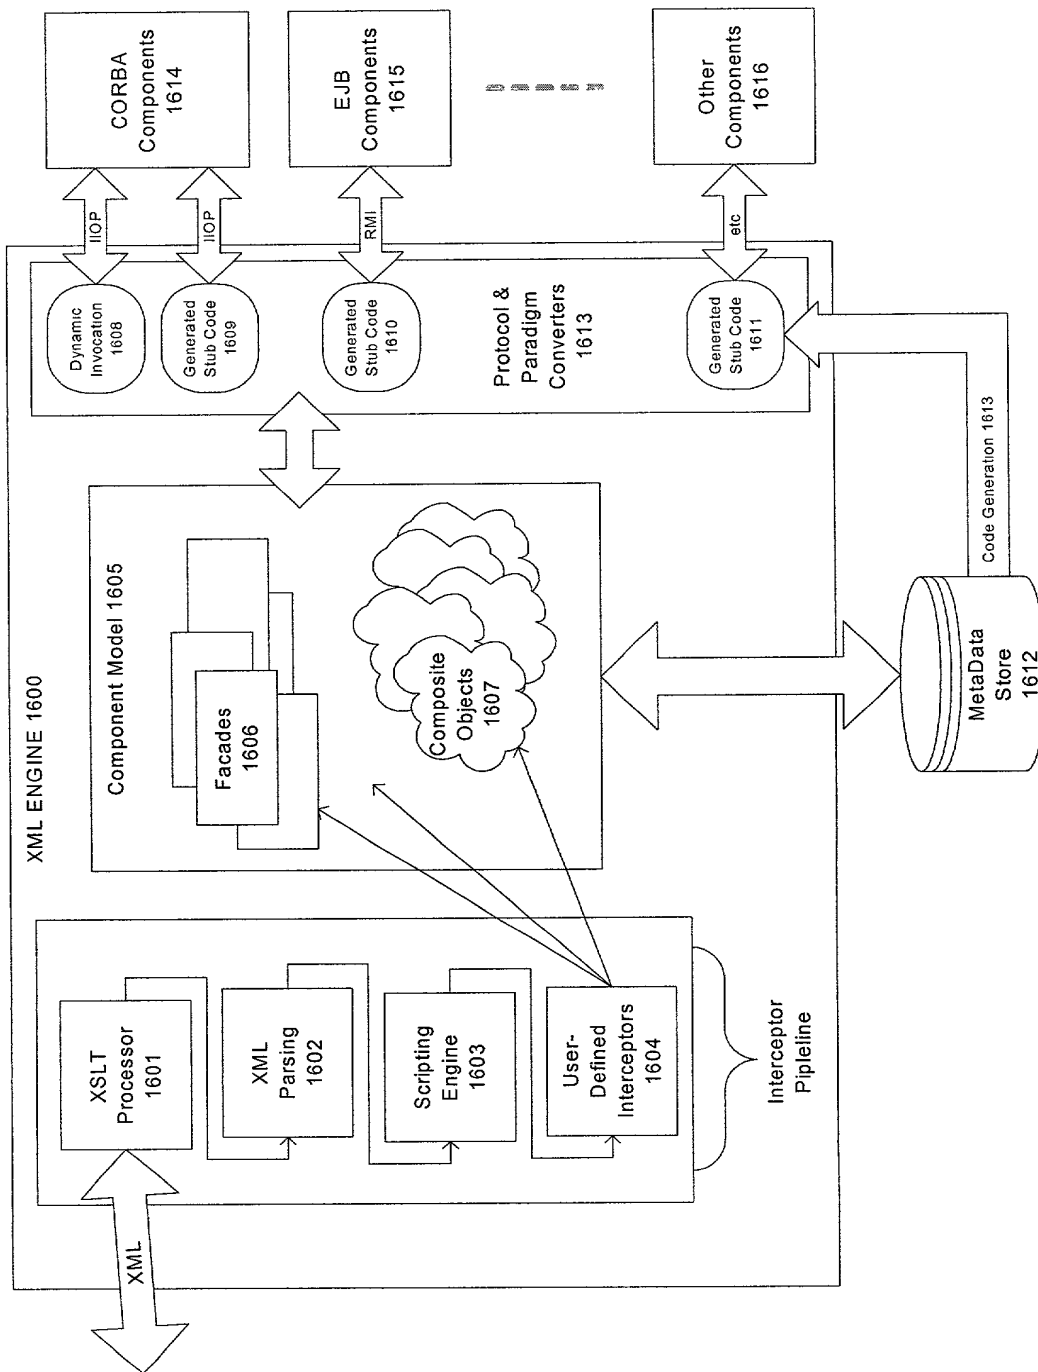 XML ENGINE 1600
XML
XSLT
Processor
1601
XML
Parsing
1602
Scripting
Engine
1603
User-
Defined
Interceptors
1604
Interceptor
Pipleline
Component Model 1605
Facades
1606
Composite
Objects
1607
Dynamic
Invocation
1608
Generated
Stub Code
1609
Generated
Stub Code
1610
Protocol &
Paradigm
Converters
1613
Generated
Stub Code
1611
IIOP
IIOP
RMI
etc
CORBA
Components
1614
EJB
Components
1615
Other
Components
1616
Code Generation 1613
MetaData
Store
1612